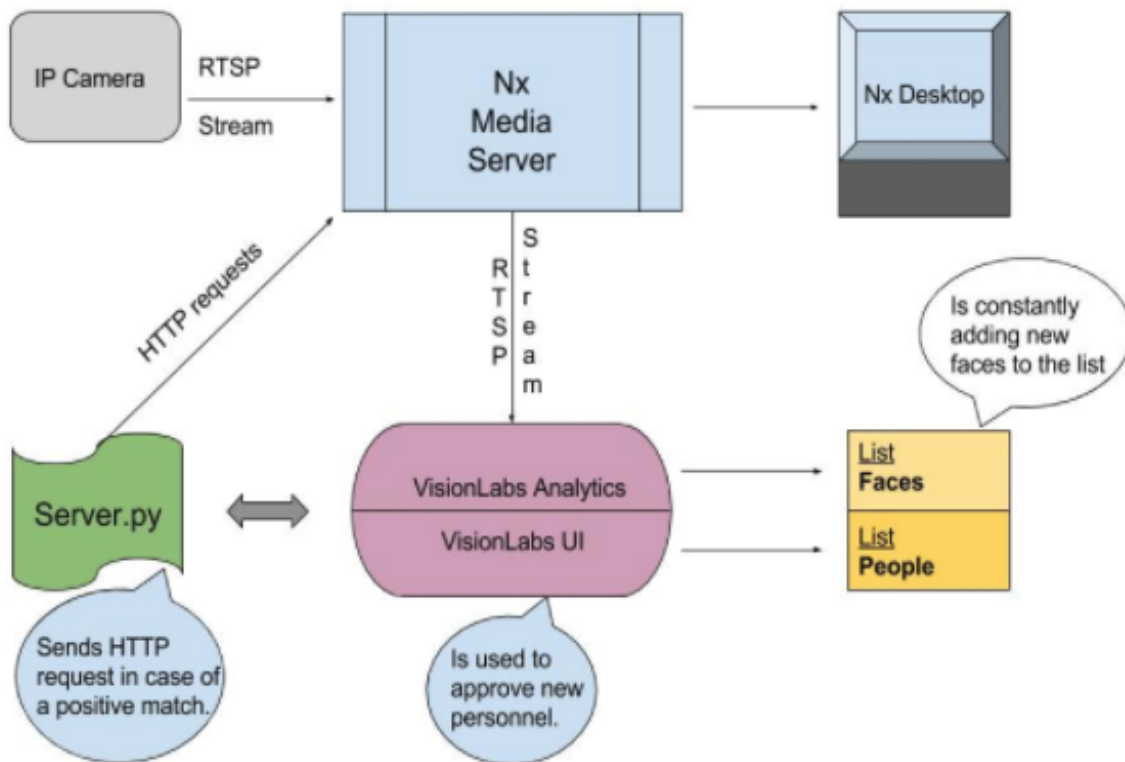 IP Camera
RTSP
Stream
Nx
Media
Server
Nx Desktop
HTTP requests
RTSP
Stream
Is constantly
adding new
faces to the list
Server.py
VisionLabs Analytics
VisionLabs UI
List
Faces
List
People
Sends HTTP
request in case of
a positive match.
Is used to
approve new
personnel.